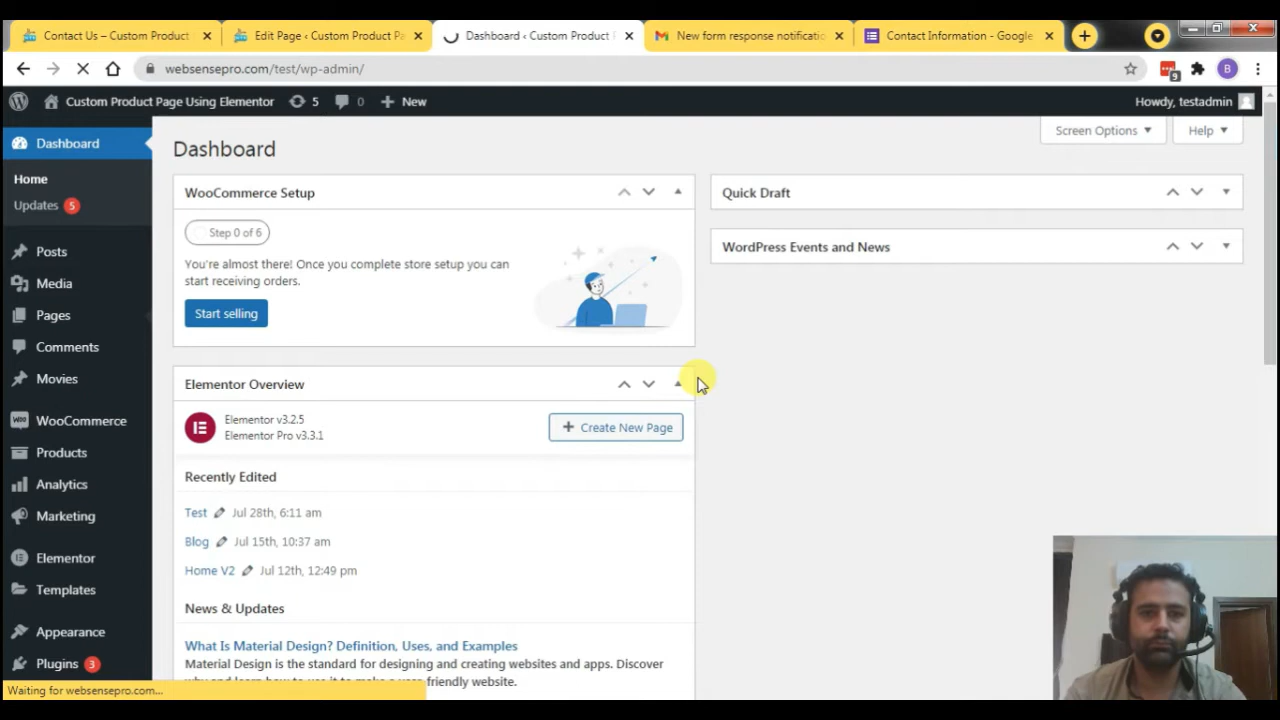 Contact Us – Custom Product
Edit Page ‹ Custom Product Pa
Dashboard ‹ Custom Product
New form response notificatio
Contact Information - Google
websensepro.com/test/wp-admin/
9
B
Custom Product Page Using Elementor
5
0
New
Howdy, testadmin
Screen Options
Help
Dashboard
Home
Updates 5
Posts
Media
Pages
Comments
Movies
WooCommerce
Products
Analytics
Marketing
Elementor
Templates
Appearance
Plugins 3
Dashboard
WooCommerce Setup
Step 0 of 6
You're almost there! Once you complete store setup you can
start receiving orders.
Start selling
Elementor Overview
Elementor v3.2.5
Elementor Pro v3.3.1
Create New Page
Recently Edited
Test Jul 28th, 6:11 am
Blog Jul 15th, 10:37 am
Home V2 Jul 12th, 12:49 pm
News & Updates
What Is Material Design? Definition, Uses, and Examples
Material Design is the standard for designing and creating websites and apps. Discover
Quick Draft
WordPress Events and News
Waiting for websensepro.com...